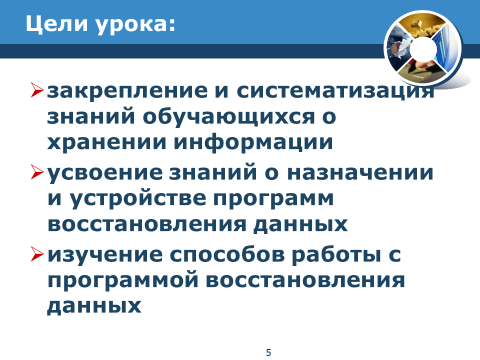 Цели урока:
закрепление и систематизация
знаний обучающихся о
хранении информации
усвоение знаний о назначении
и устройстве программ
восстановления данных
изучение способов работы с
программой восстановления
данных
5